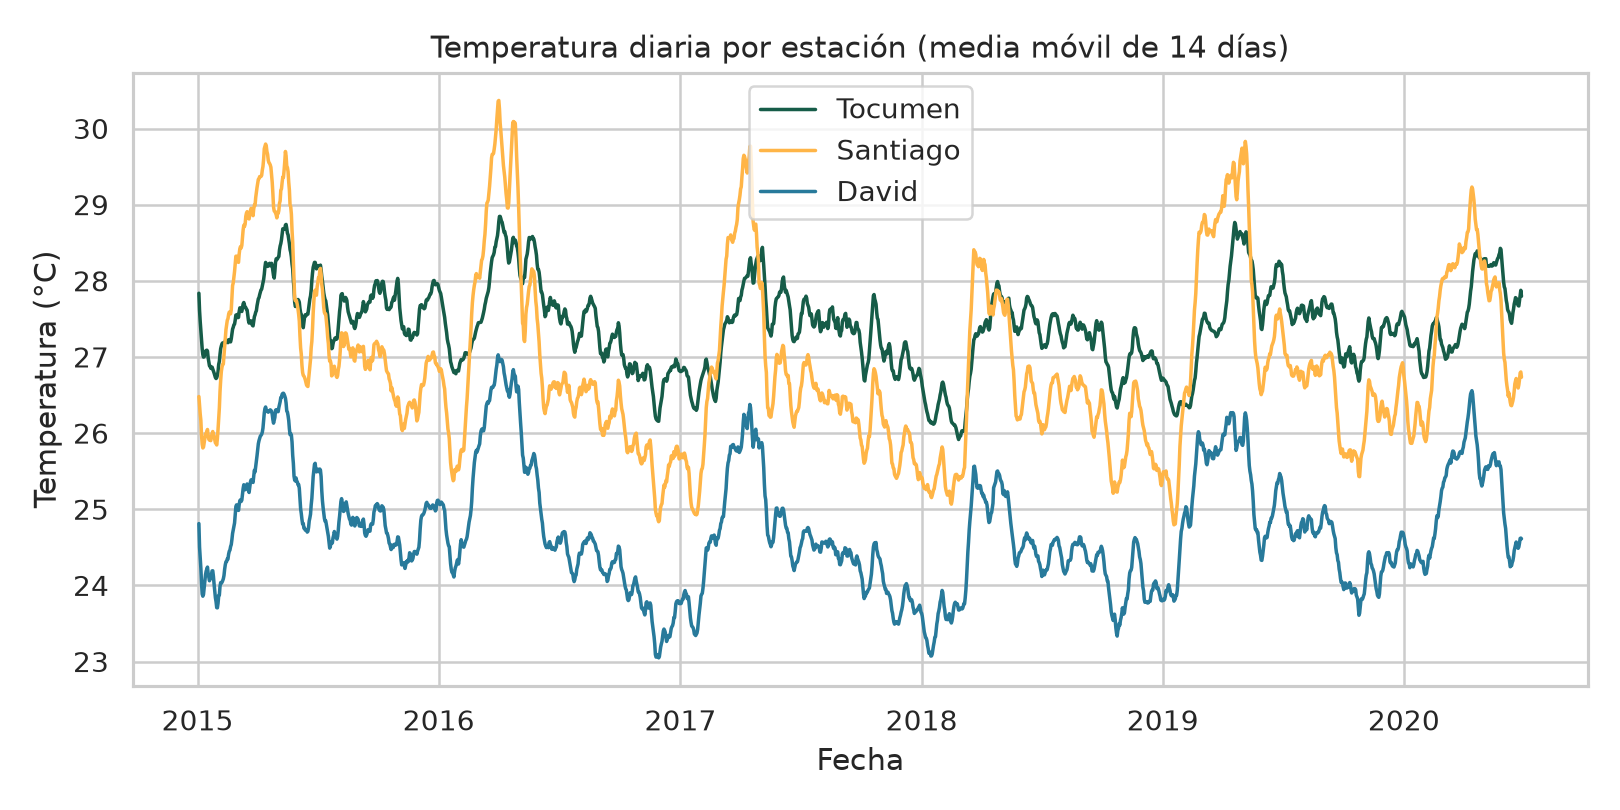 Temperatura diaria por estación (media móvil de 14 días)
Tocumen
Santiago
David
Temperatura (°C)
30
29
28
27
26
25
24
23
2015 2016 2017 2018 2019 2020
Fecha